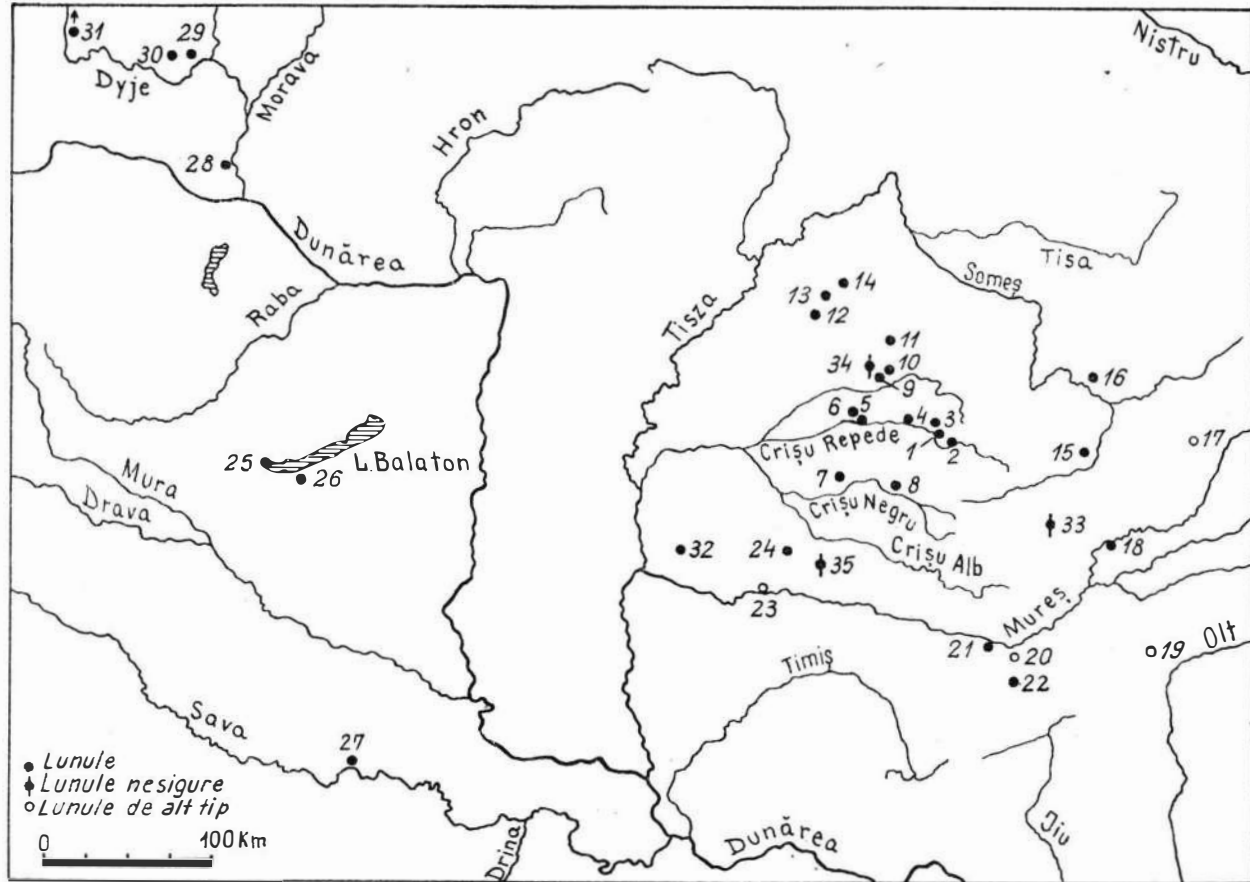 31
30
29
Dyje
Morava
28
Hron
Nistru
Dunărea
Raba
Tisza
Tisa
Someș
14
13
12
11
34
10
9
16
6
5
4
3
Crișu Repede
1
2
17
15
25
26
L.Balaton
Mura
Drava
7
8
Crișu Negru
33
32
24
35
Crișu Alb
18
23
Mureș
21
20
19
Olt
22
Timiș
Sava
27
Lunule
Lunule nesigure
Lunule de alt tip
0 100 Km
Drina
Dunărea
Jiu